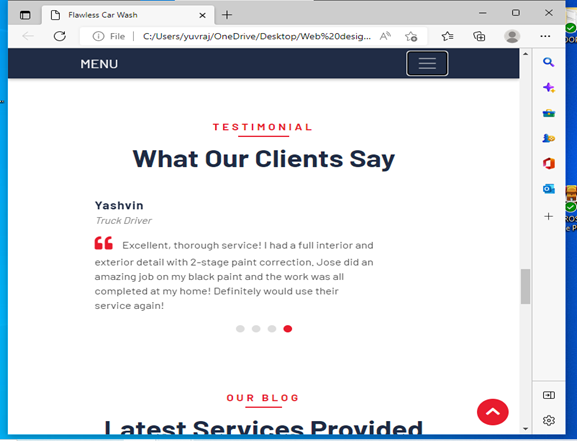 Flawless Car Wash
File
C:/Users/yuvraj/OneDrive/Desktop/Web%20desig...
MENU
TESTIMONIAL
What Our Clients Say
Yashvin
Truck Driver
Excellent, thorough service! I had a full interior and
exterior detail with 2-stage paint correction. Jose did an
amazing job on my black paint and the work was all
completed at my home! Definitely would use their
service again!
OUR BLOG
Latest Services Provided